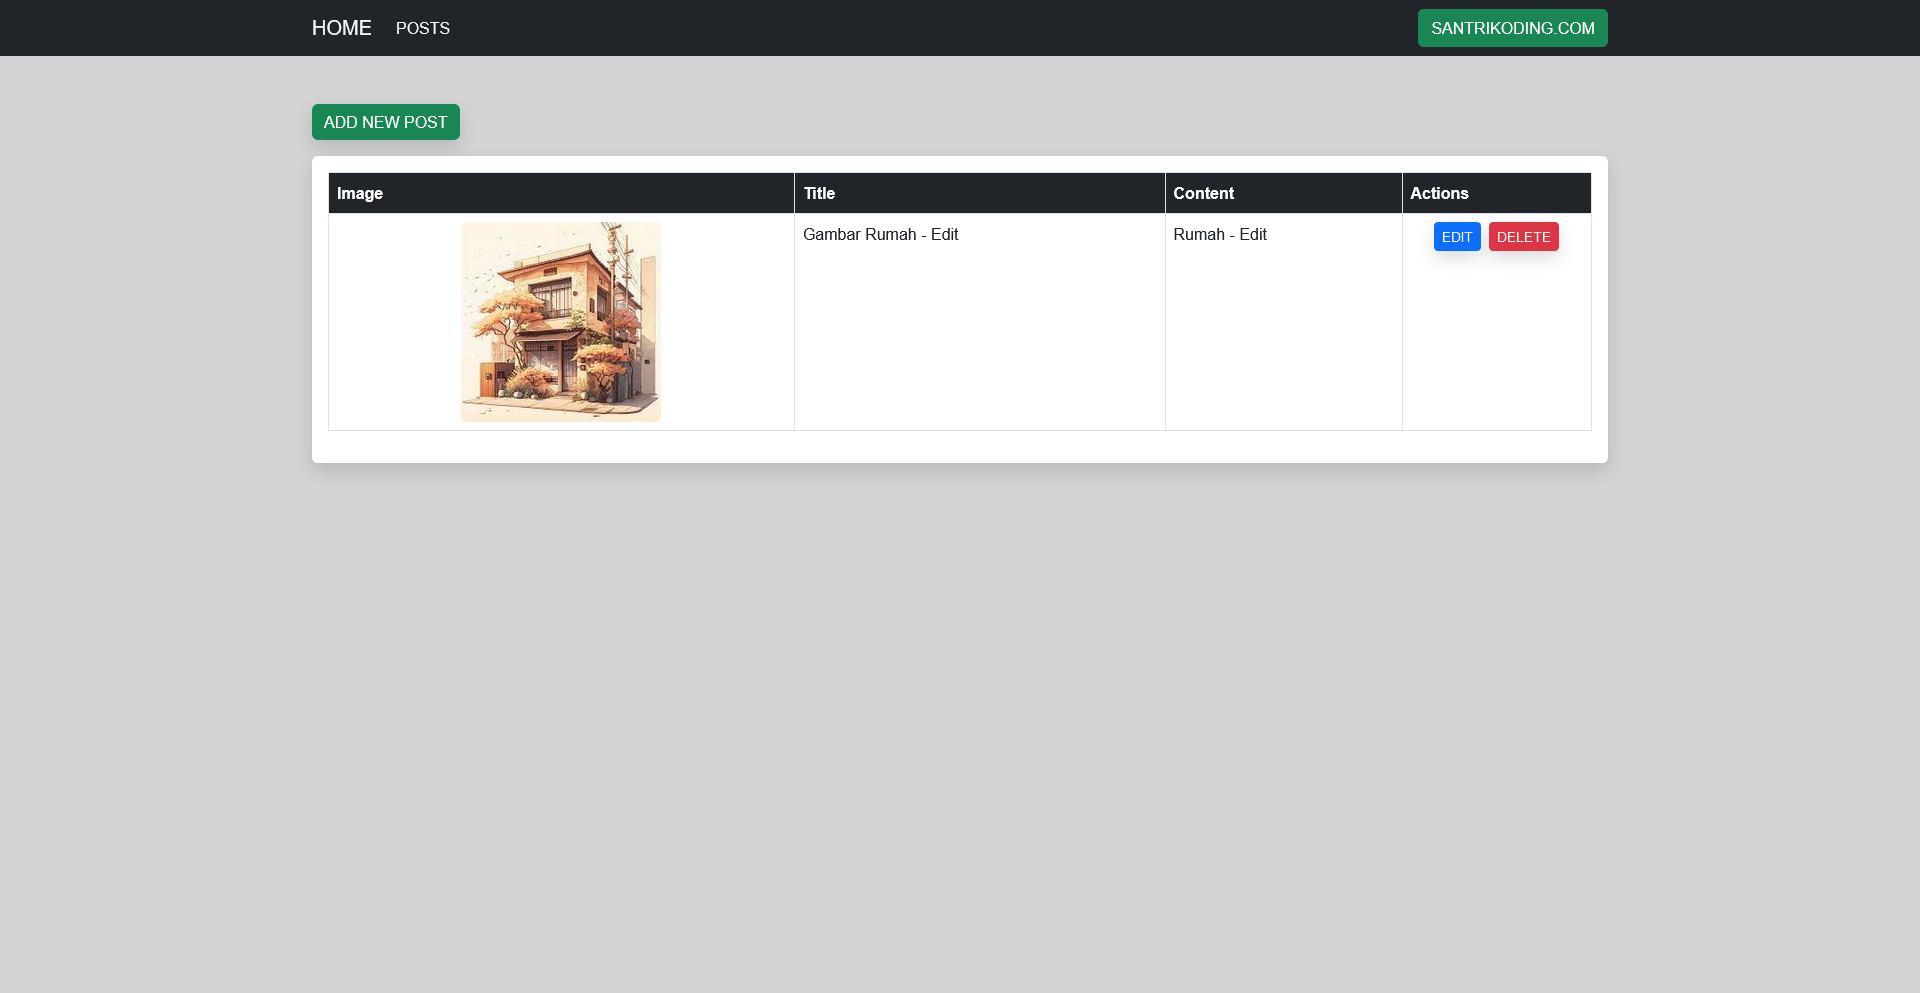 HOME POSTS SANTRIKODING.COM
ADD NEW POST
Image Title Content Actions
Gambar Rumah - Edit Rumah - Edit EDIT DELETE